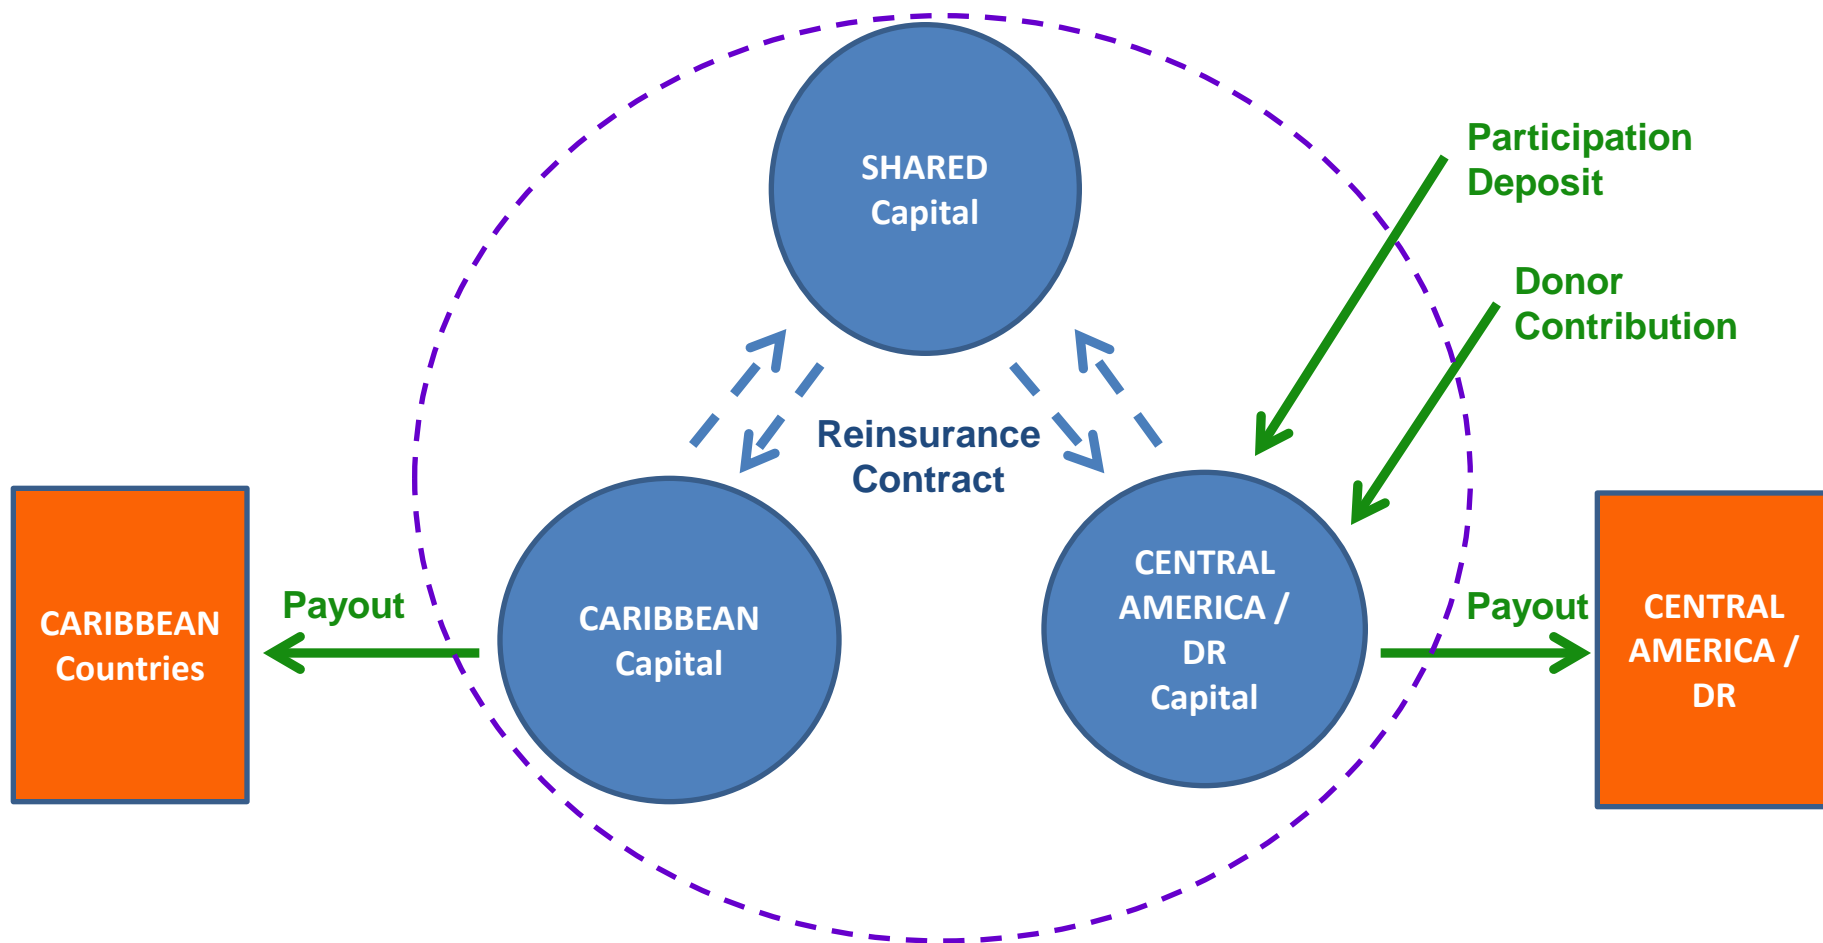 SHARED
Capital
Participation
Deposit
Donor
Contribution
Reinsurance
Contract
CARIBBEAN
Countries
Payout
CARIBBEAN
Capital
CENTRAL
AMERICA /
DR
Capital
Payout
CENTRAL
AMERICA /
DR